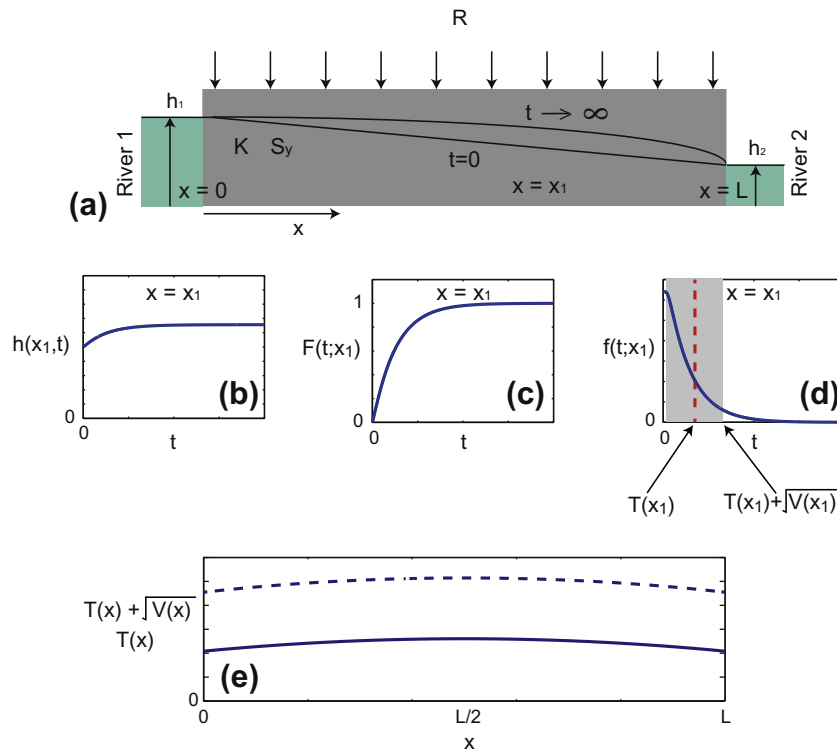 R
h₁
h₂
t → ∞
K Sy
t=0
River 1
River 2
x = 0
x = x₁
x = L
(a)
x
x = x₁
h(x₁,t)
0
(b)
0
t
x = x₁
1
F(t;x₁)
0
(c)
0
t
x = x₁
f(t;x₁)
0
(d)
0
t
T(x₁)
T(x₁)+√V(x₁)
T(x) + √V(x)
T(x)
0
(e)
0
L/2
L
x